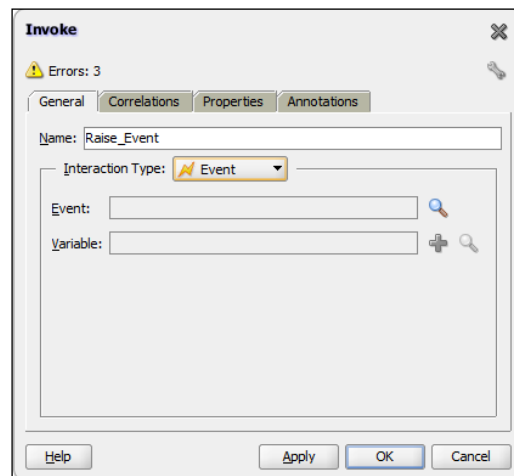 Invoke
Errors: 3
General Correlations Properties Annotations
Name: Raise_Event
Interaction Type: Event
Event:
Variable:
Help Apply OK Cancel